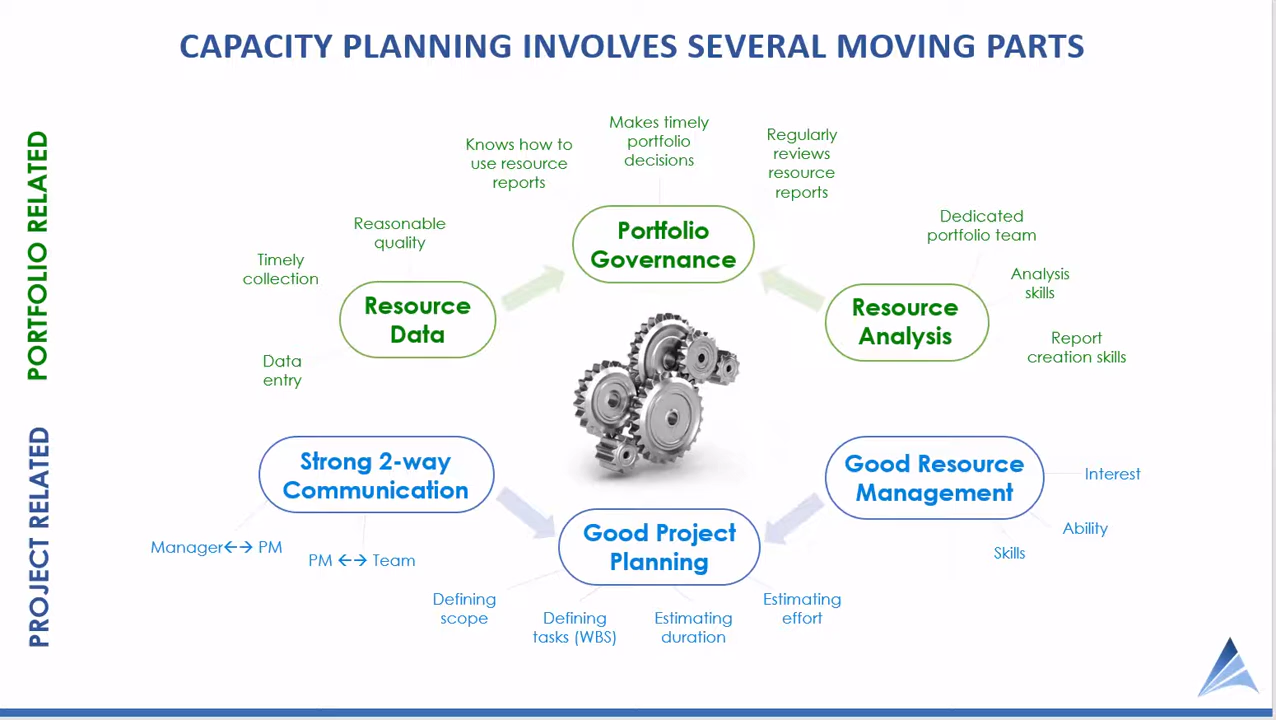 CAPACITY PLANNING INVOLVES SEVERAL MOVING PARTS
PORTFOLIO RELATED
Knows how to
use resource
reports
Makes timely
portfolio
decisions
Regularly
reviews
resource
reports
Portfolio
Governance
Reasonable
quality
Timely
collection
Data
entry
Resource
Data
Dedicated
portfolio team
Analysis
skills
Report
creation skills
Resource
Analysis
PROJECT RELATED
Strong 2-way
Communication
Manager←→ PM
PM ←→ Team
Good Project
Planning
Defining
scope
Defining
tasks (WBS)
Estimating
duration
Estimating
effort
Good Resource
Management
Interest
Ability
Skills